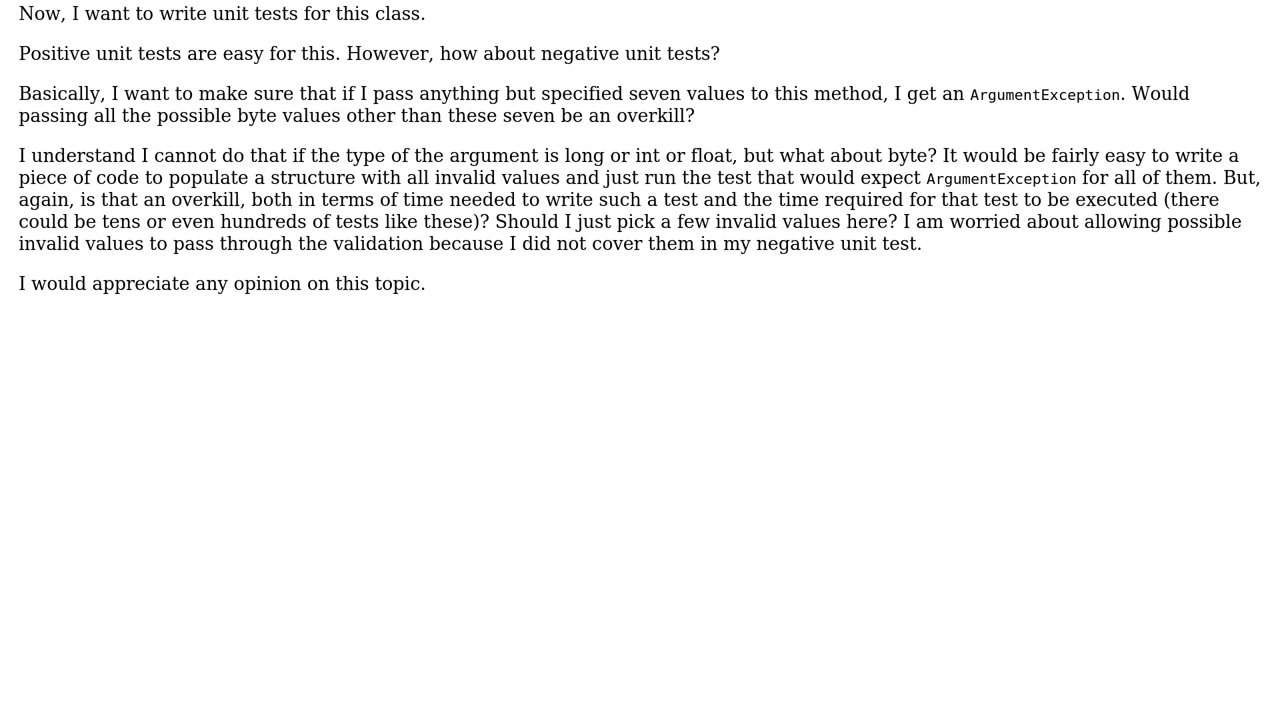 Now, I want to write unit tests for this class.
Positive unit tests are easy for this. However, how about negative unit tests?
Basically, I want to make sure that if I pass anything but specified seven values to this method, I get an ArgumentException. Would
passing all the possible byte values other than these seven be an overkill?
I understand I cannot do that if the type of the argument is long or int or float, but what about byte? It would be fairly easy to write a
piece of code to populate a structure with all invalid values and just run the test that would expect ArgumentException for all of them. But,
again, is that an overkill, both in terms of time needed to write such a test and the time required for that test to be executed (there
could be tens or even hundreds of tests like these)? Should I just pick a few invalid values here? I am worried about allowing possible
invalid values to pass through the validation because I did not cover them in my negative unit test.
I would appreciate any opinion on this topic.